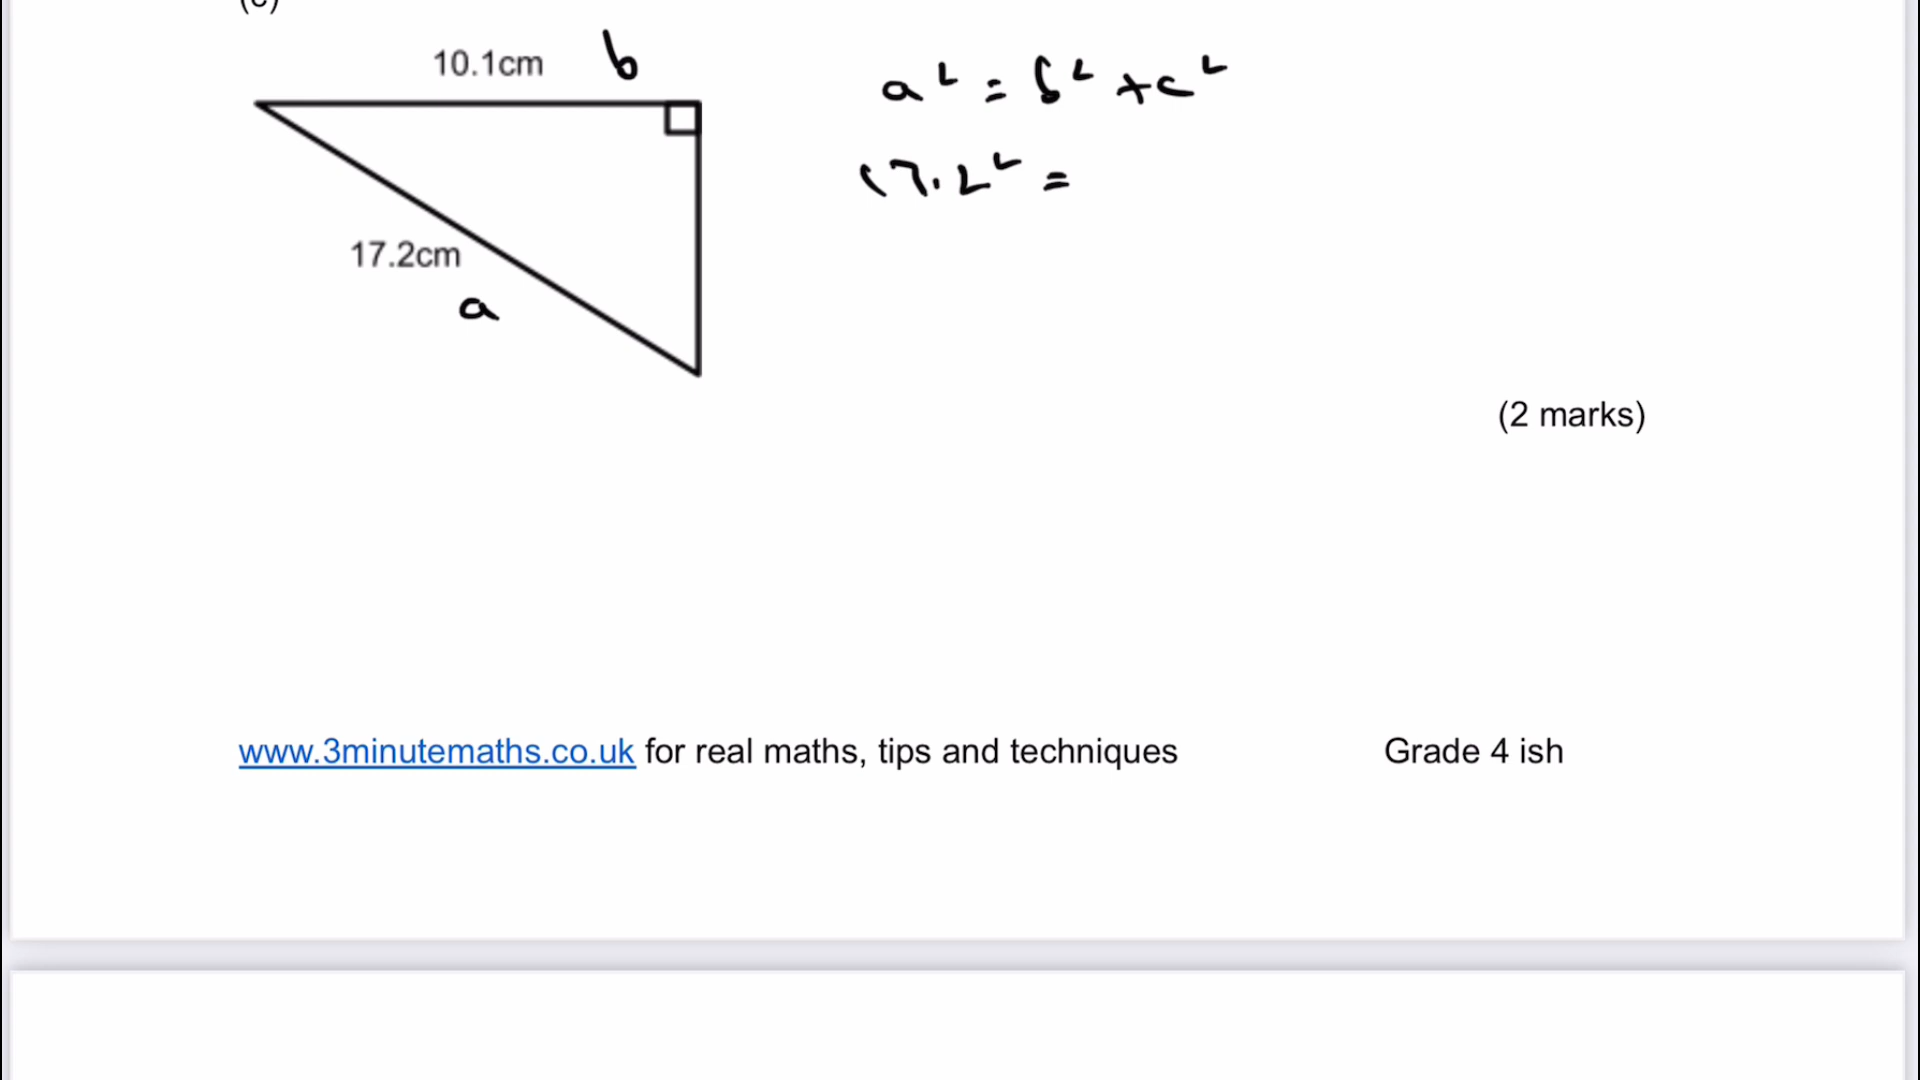 (c)
10.1cm b
a² = b² + c²
17.2² =
17.2cm
a
(2 marks)
www.3minutemaths.co.uk for real maths, tips and techniques Grade 4 ish